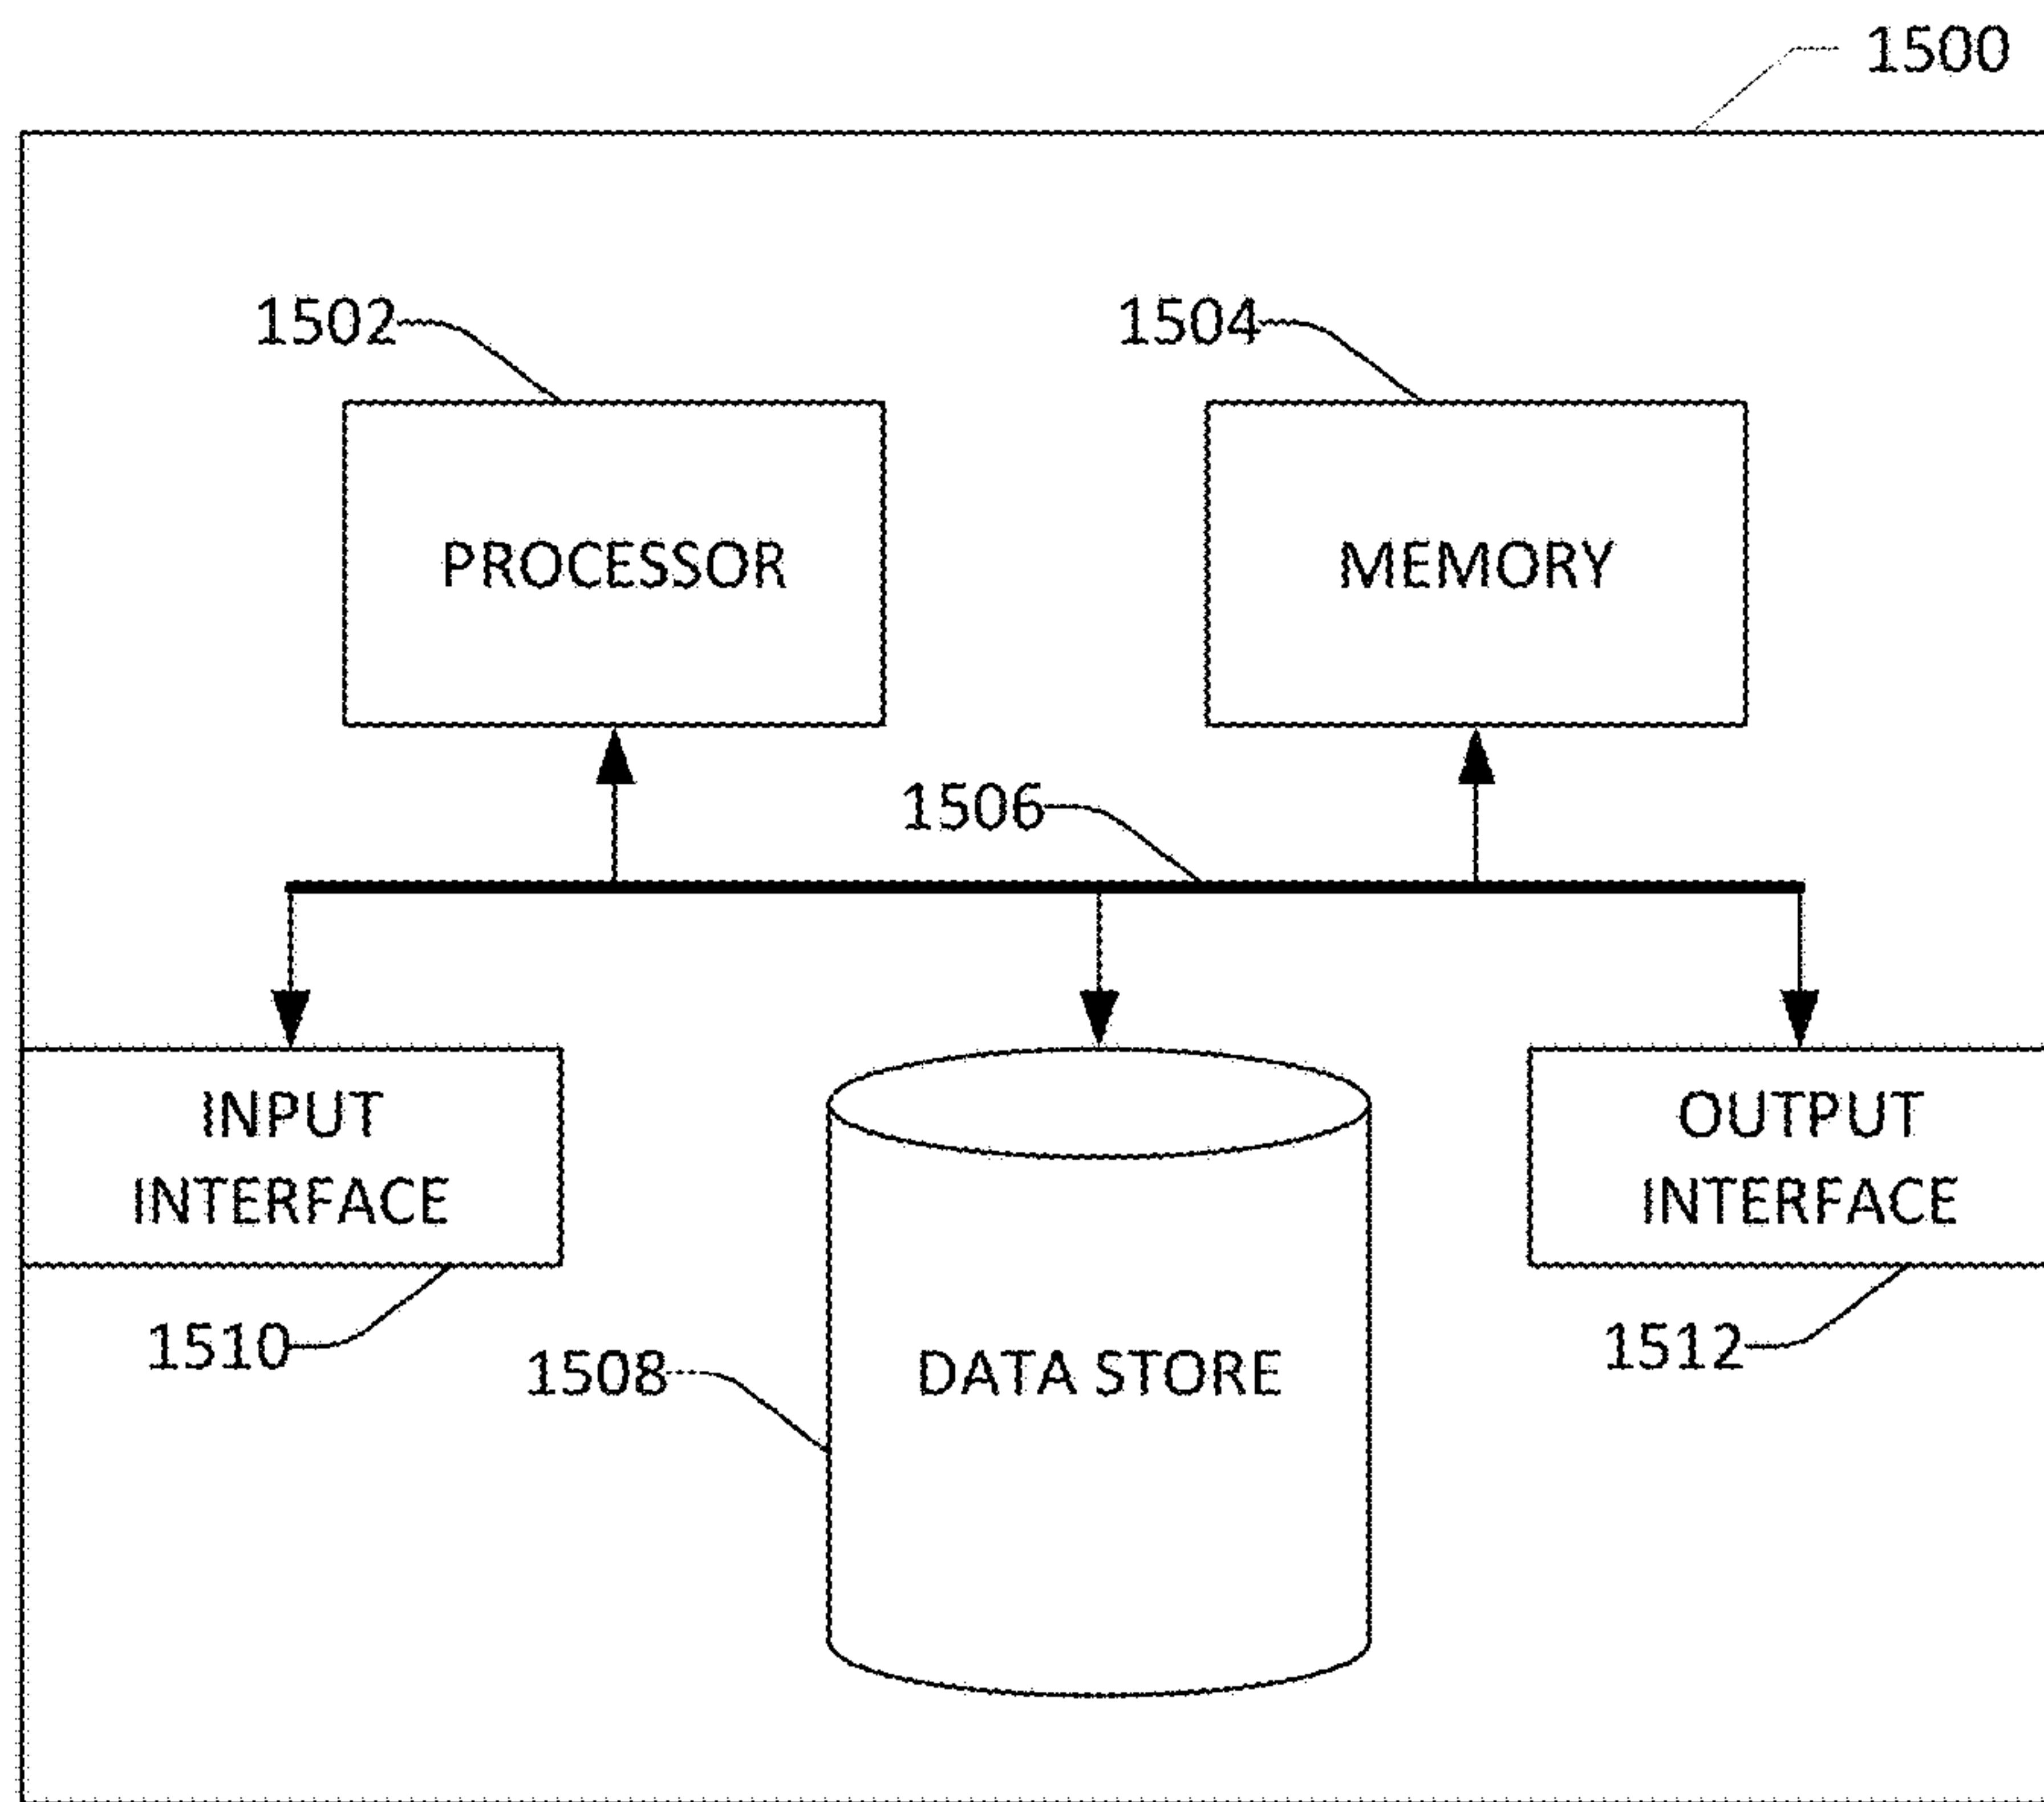 1500
1502
1504
PROCESSOR
MEMORY
1506
INPUT
INTERFACE
OUTPUT
INTERFACE
1510
1508
DATA STORE
1512